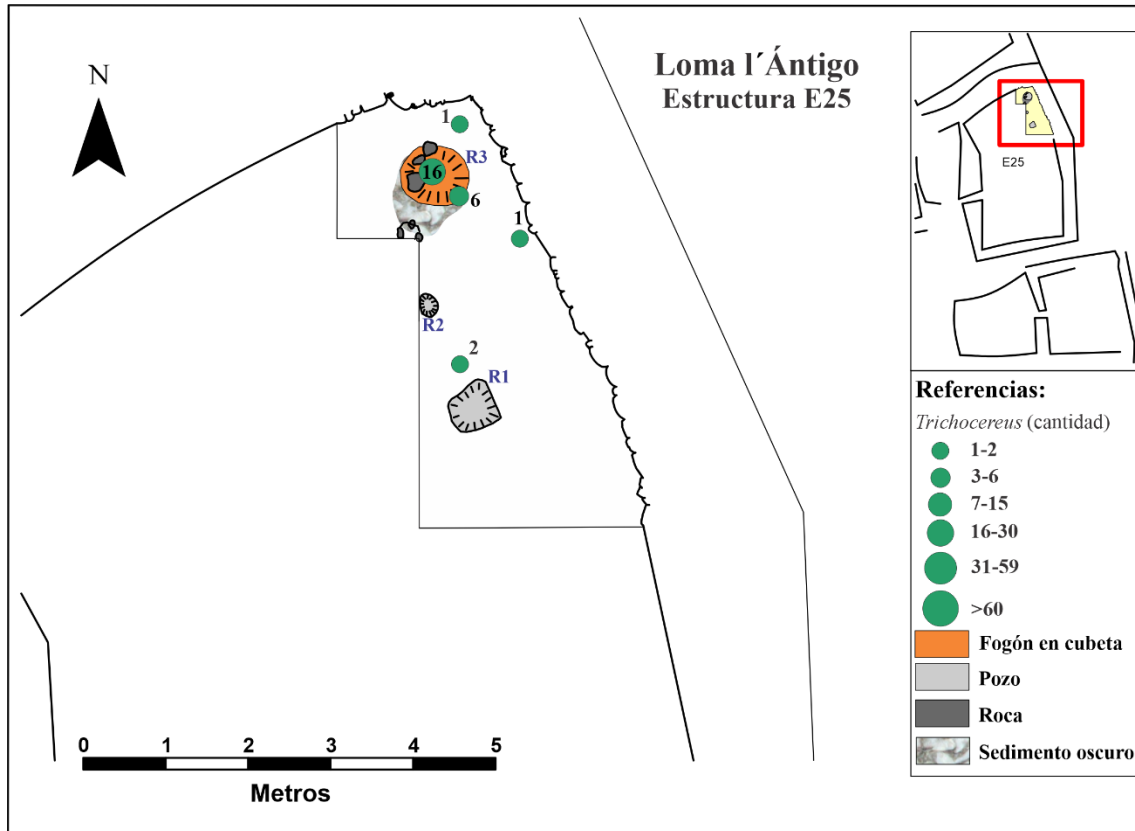 Loma l´Ántigo
Estructura E25
N
1
R3
16
6
1
R2
2
R1
0 1 2 3 4 5
Metros
E25
Referencias:
Trichocereus (cantidad)
1-2
3-6
7-15
16-30
31-59
>60
Fogón en cubeta
Pozo
Roca
Sedimento oscuro